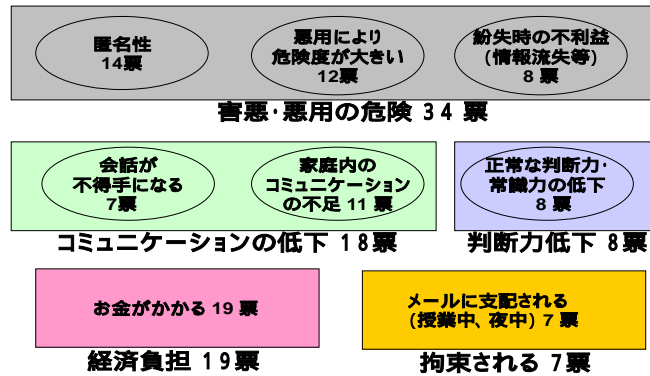 匿名性
14票
悪用により
危険度が大きい
12票
紛失時の不利益
(情報流失等)
8 票
害悪・悪用の危険 34 票
会話が
不得手になる
7票
家庭内の
コミュニケーション
の不足 11 票
コミュニケーションの低下 18票
正常な判断力・
常識力の低下
8 票
判断力低下 8票
お金がかかる 19 票
経済負担 19票
メールに支配される
(授業中、夜中) 7 票
拘束される 7票